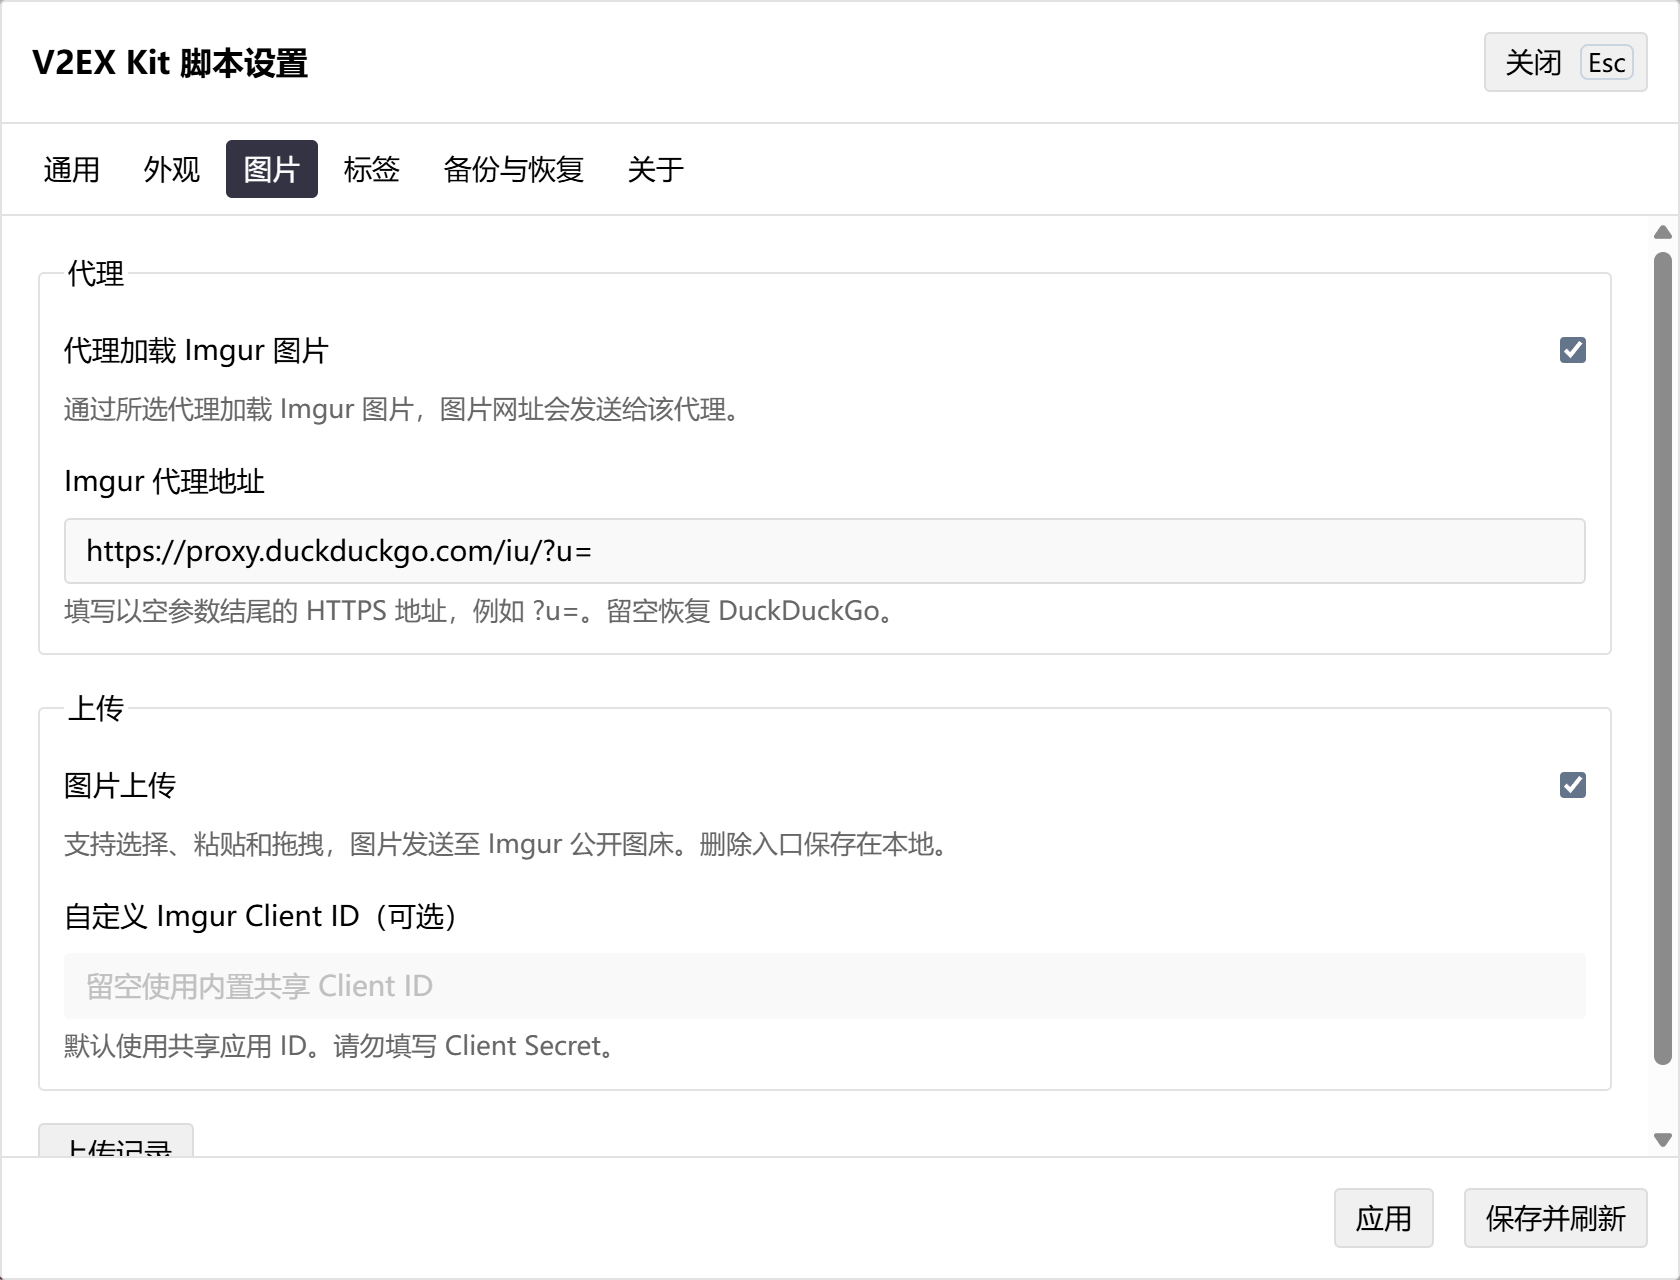 V2EX Kit 脚本设置
关闭 Esc
通用 外观 图片 标签 备份与恢复 关于
代理
代理加载 Imgur 图片
通过所选代理加载 Imgur 图片，图片网址会发送给该代理。
Imgur 代理地址
https://proxy.duckduckgo.com/iu/?u=
填写以空参数结尾的 HTTPS 地址，例如 ?u=。留空恢复 DuckDuckGo。
上传
图片上传
支持选择、粘贴和拖拽，图片发送至 Imgur 公开图床。删除入口保存在本地。
自定义 Imgur Client ID（可选）
留空使用内置共享 Client ID
默认使用共享应用 ID。请勿填写 Client Secret。
上传记录
应用 保存并刷新